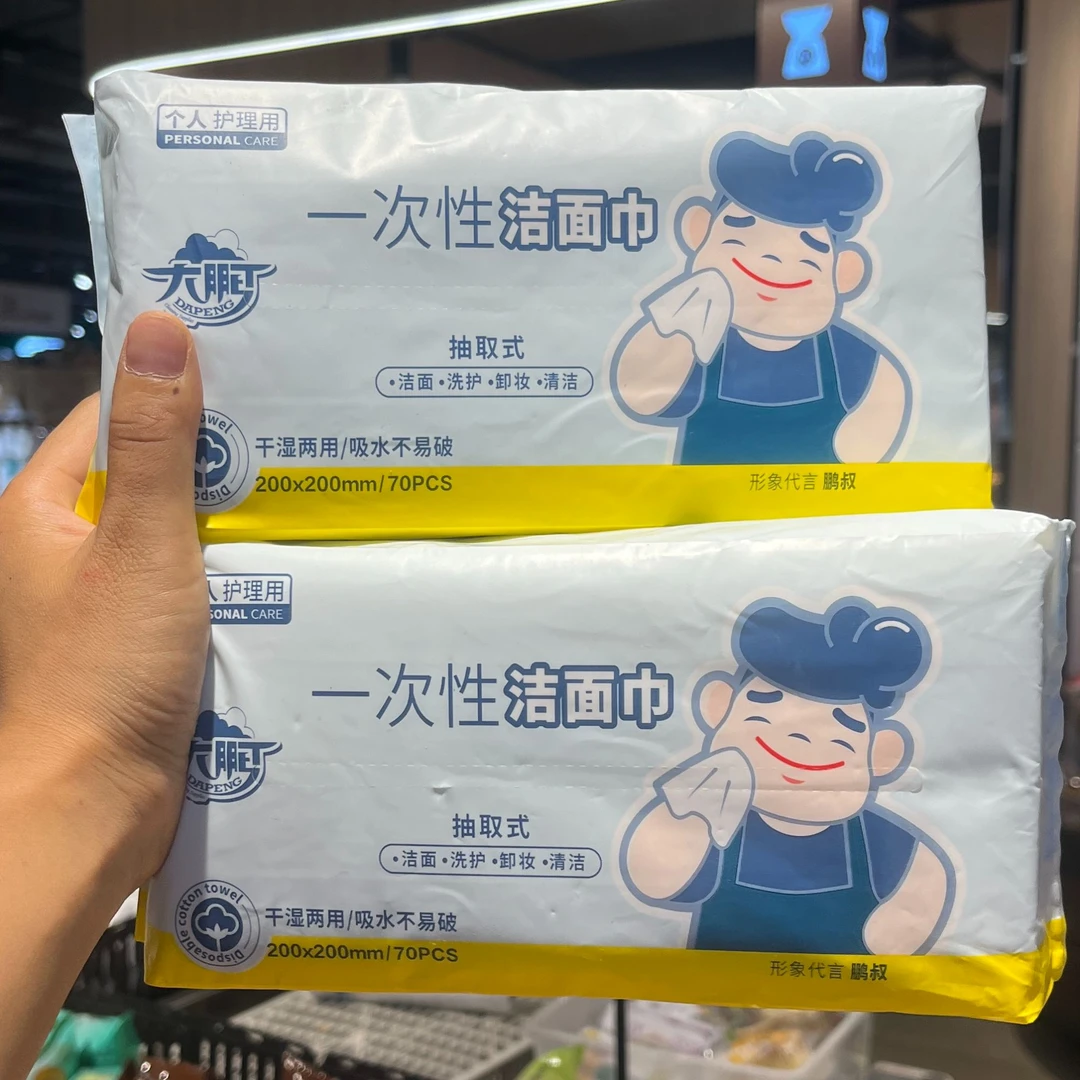 个人护理用
PERSONAL CARE
一次性洁面巾
大鹏
DAPENG
抽取式
·洁面·洗护·卸妆·清洁
干湿两用/吸水不易破
200x200mm/70PCS
形象代言 鹏叔
人护理用
SONAL CARE
一次性洁面巾
大鹏
DAPENG
抽取式
·洁面·洗护·卸妆·清洁
Disposable cotton towel
干湿两用/吸水不易破
200x200mm/70PCS
形象代言 鹏叔